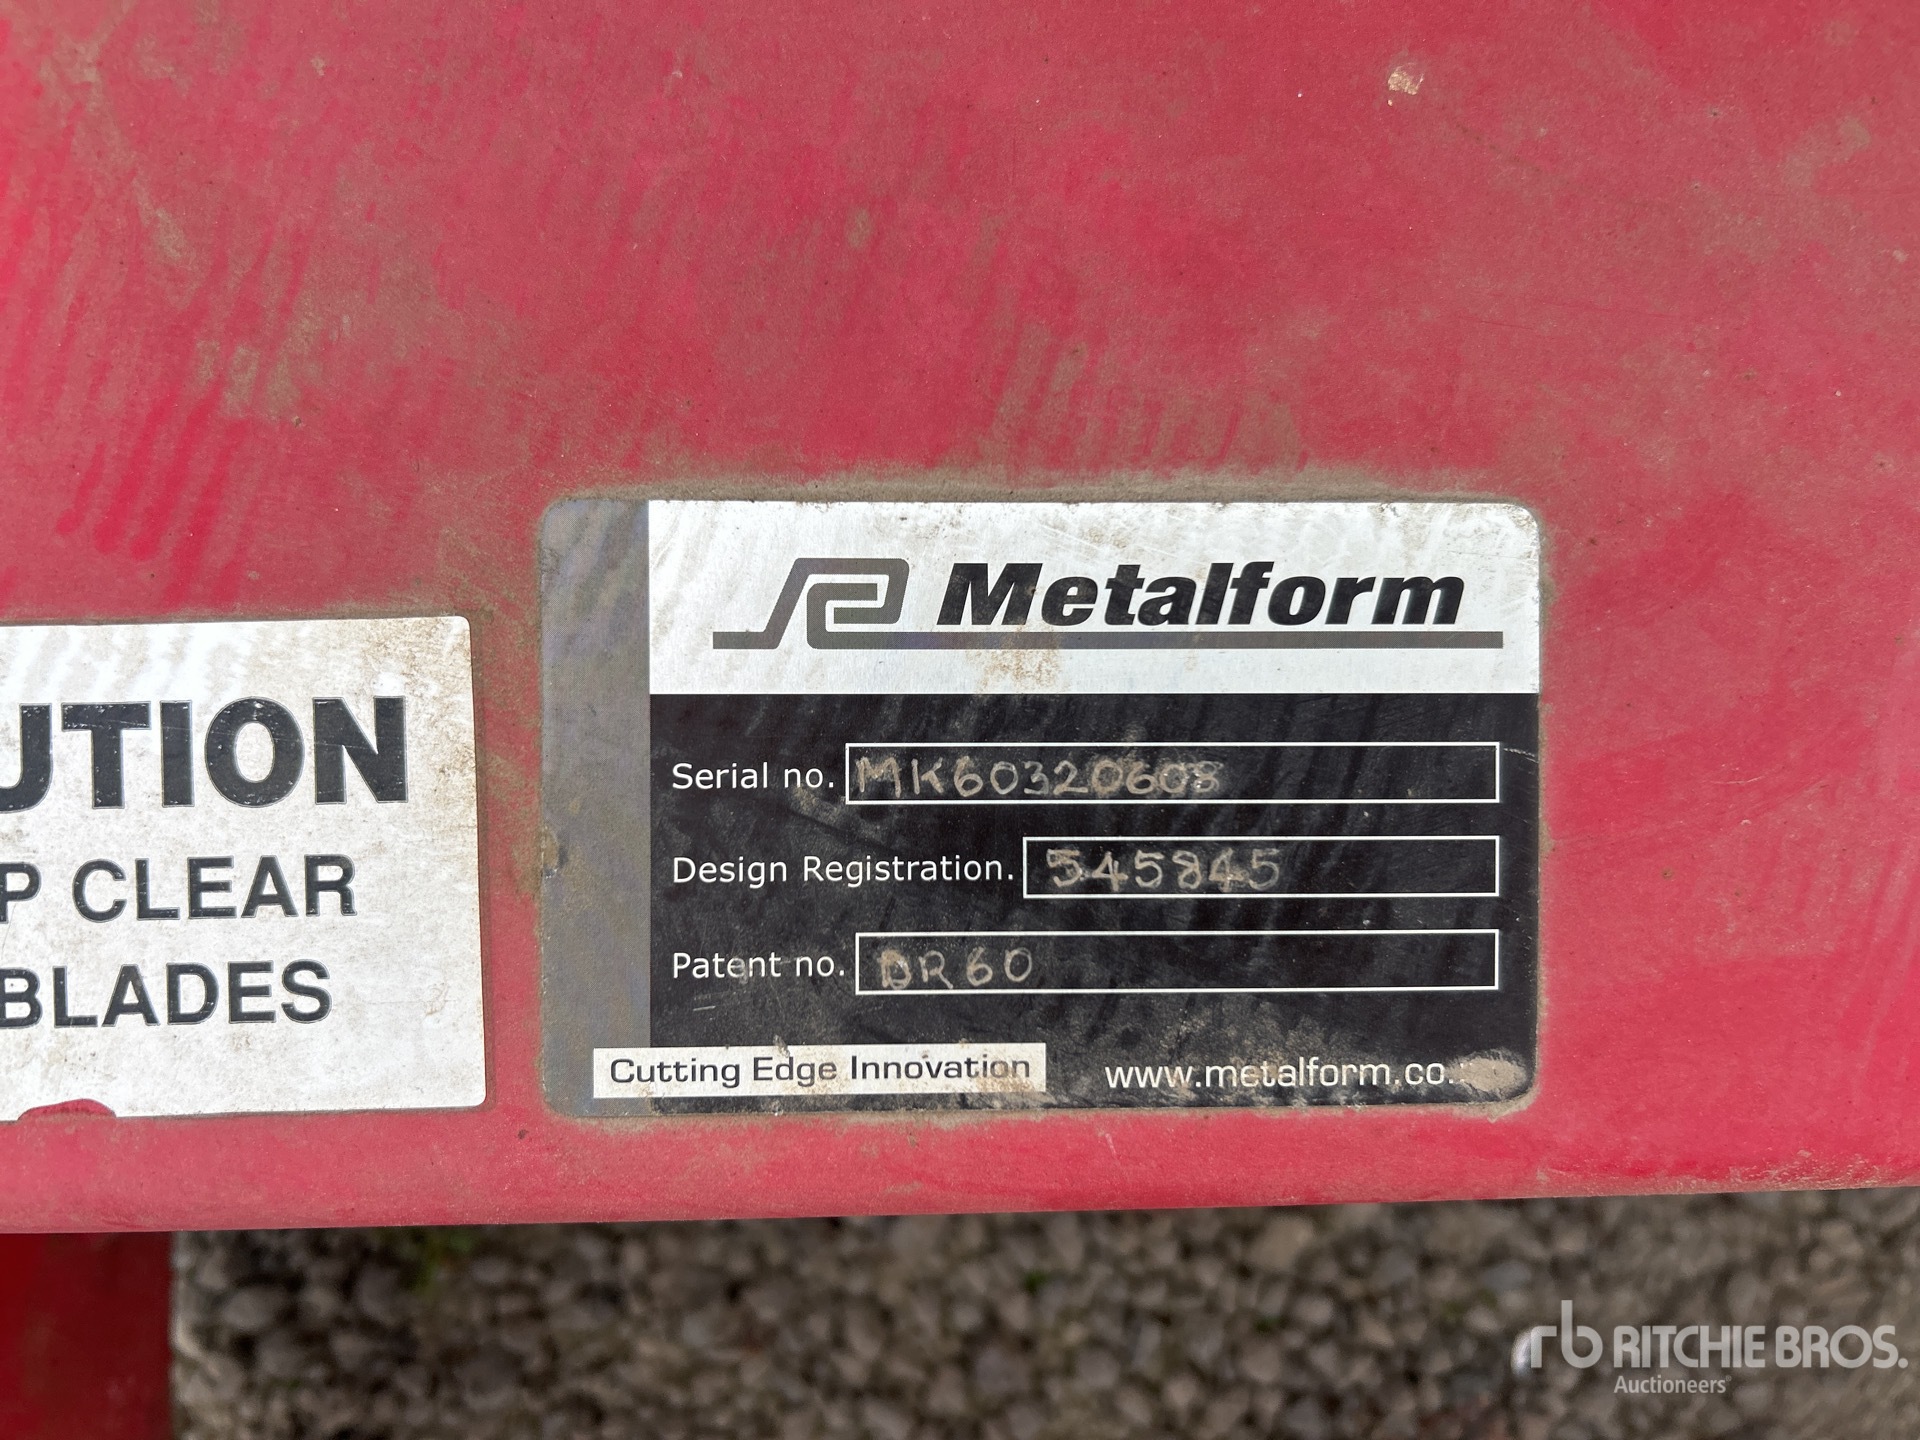 UTION
P CLEAR
BLADES
Metalform
Serial no. MK60320608
Design Registration. 545845
Patent no. DR60
Cutting Edge Innovation
www.metalform.co.
rb RITCHIE BROS.
Auctioneers